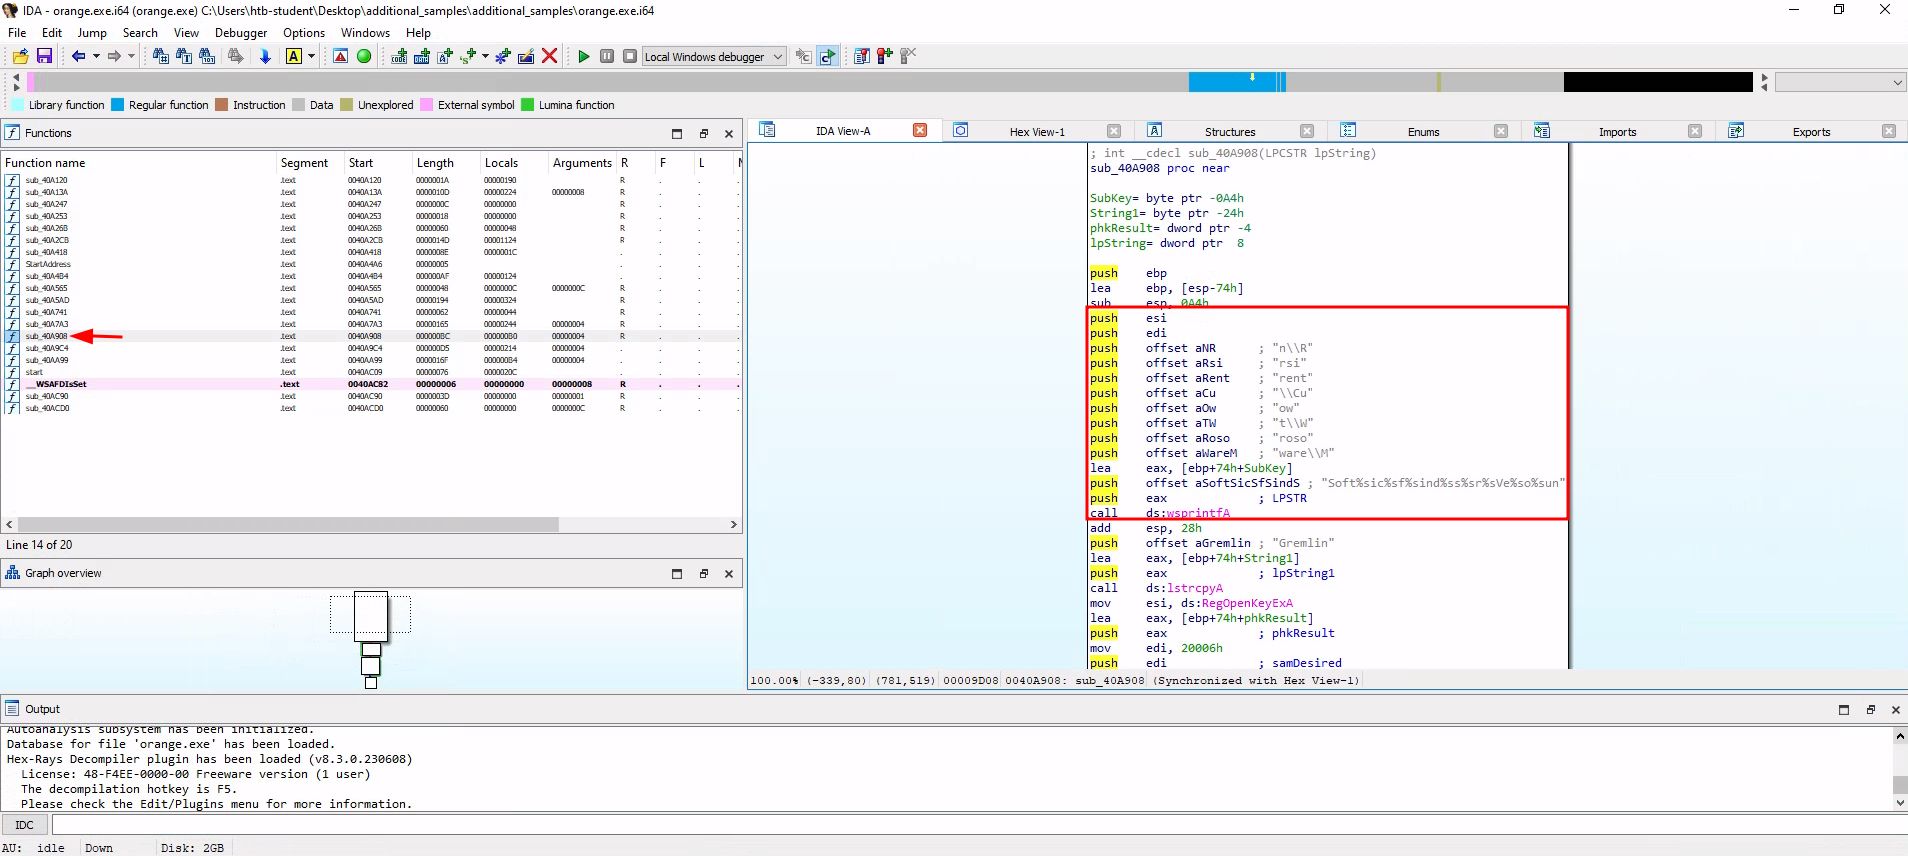 IDA - orange.exe.i64 (orange.exe) C:\Users\htb-student\Desktop\additional_samples\additional_samples\orange.exe.i64
File Edit Jump Search View Debugger Options Windows Help
Local Windows debugger
Library function Regular function Instruction Data Unexplored External symbol Lumina function
Functions
Function name Segment Start Length Locals Arguments R F L
sub_40A120 .text 0040A120 0000001A 00000190 R . . .
sub_40A13A .text 0040A13A 0000010D 00000224 00000008 R . . .
sub_40A247 .text 0040A247 0000000C 00000000 R . . .
sub_40A253 .text 0040A253 00000018 00000000 R . . .
sub_40A26B .text 0040A26B 00000060 00000048 R . . .
sub_40A2CB .text 0040A2CB 0000014D 00001124 R . . .
sub_40A418 .text 0040A418 0000008E 0000001C . . . .
StartAddress .text 0040A4A6 00000005 . . . .
sub_40A4B4 .text 0040A4B4 000000AF 00000124 . . . .
sub_40A565 .text 0040A565 00000048 0000000C 0000000C R . . .
sub_40A5AD .text 0040A5AD 00000194 00000324 R . . .
sub_40A741 .text 0040A741 00000062 00000044 R . . .
sub_40A7A3 .text 0040A7A3 00000165 00000244 00000004 R . . .
sub_40A908 .text 0040A908 000000BC 000000B0 00000004 R . . .
sub_40A9C4 .text 0040A9C4 000000D5 00000214 00000004 . . . .
sub_40AA99 .text 0040AA99 0000016F 000000B4 00000004 . . . .
start .text 0040AC09 00000076 0000020C . . . .
__WSAFDIsSet .text 0040AC82 00000006 00000000 00000008 R . . .
sub_40AC90 .text 0040AC90 0000003D 00000000 00000001 R . . .
sub_40ACD0 .text 0040ACD0 00000060 00000000 0000000C R . . .
Line 14 of 20
Graph overview
IDA View-A Hex View-1 Structures Enums Imports Exports
; int __cdecl sub_40A908(LPCSTR lpString)
sub_40A908 proc near
SubKey= byte ptr -0A4h
String1= byte ptr -24h
phkResult= dword ptr -4
lpString= dword ptr 8
push ebp
lea ebp, [esp-74h]
sub esp, 0A4h
push esi
push edi
push offset aNR ; "n\\R"
push offset aRsi ; "rsi"
push offset aRent ; "rent"
push offset aCu ; "\\Cu"
push offset aOw ; "ow"
push offset aTW ; "t\\W"
push offset aRoso ; "roso"
push offset aWareM ; "ware\\M"
lea eax, [ebp+74h+SubKey]
push offset aSoftSicSfSindS ; "Soft%sic%sf%sind%ss%sr%sVe%so%sun"
push eax ; LPSTR
call ds:wsprintfA
add esp, 28h
push offset aGremlin ; "Gremlin"
lea eax, [ebp+74h+String1]
push eax ; lpString1
call ds:lstrcpyA
mov esi, ds:RegOpenKeyExA
lea eax, [ebp+74h+phkResult]
push eax ; phkResult
mov edi, 20006h
push edi ; samDesired
100.00% (-339,80) (781,519) 00009D08 0040A908: sub_40A908 (Synchronized with Hex View-1)
Output
Autoanalysis subsystem has been initialized.
Database for file 'orange.exe' has been loaded.
Hex-Rays Decompiler plugin has been loaded (v8.3.0.230608)
License: 48-F4EE-0000-00 Freeware version (1 user)
The decompilation hotkey is F5.
Please check the Edit/Plugins menu for more information.
IDC
AU: idle Down Disk: 2GB